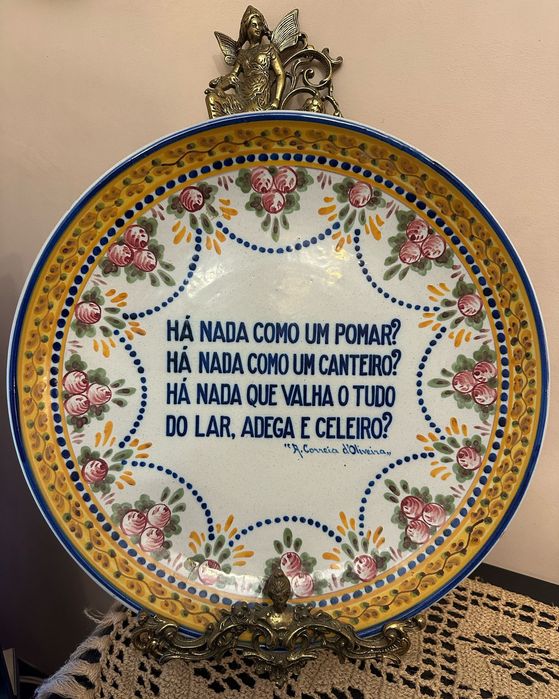 HÁ NADA COMO UM POMAR?
HÁ NADA COMO UM CANTEIRO?
HÁ NADA QUE VALHA O TUDO
DO LAR, ADEGA E CELEIRO?
"A. Correia d'Oliveira"